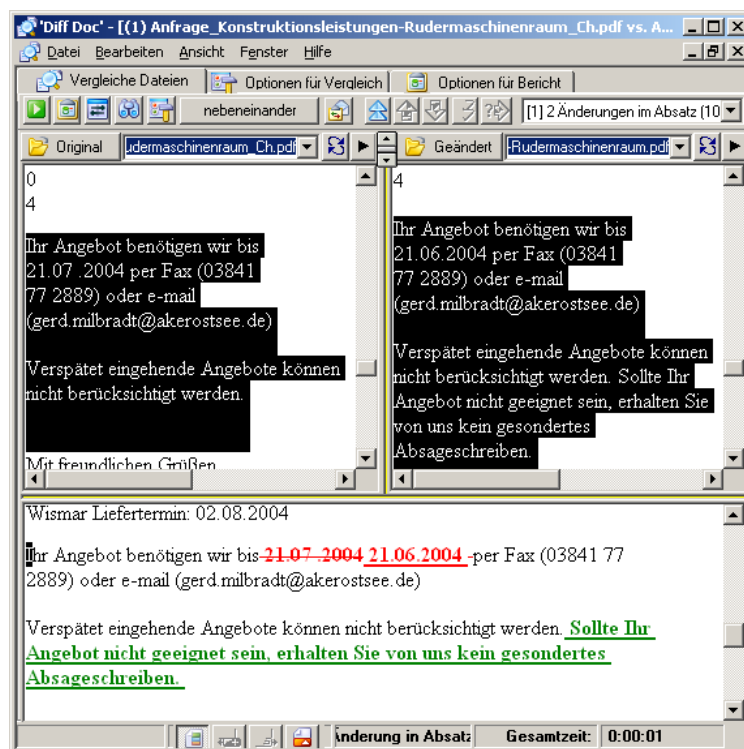 'Diff Doc' - [(1) Anfrage_Konstruktionsleistungen-Rudermaschinenraum_Ch.pdf vs. A...
Datei Bearbeiten Ansicht Fenster Hilfe
Vergleiche Dateien Optionen für Vergleich Optionen für Bericht
nebeneinander [1] 2 Änderungen im Absatz (10
Original udermaschinenraum_Ch.pdf Geändert -Rudermaschinenraum.pdf
0
4
Ihr Angebot benötigen wir bis
21.07 .2004 per Fax (03841
77 2889) oder e-mail
(gerd.milbradt@akerostsee.de)
Verspätet eingehende Angebote können
nicht berücksichtigt werden.
Mit freundlichen Grüßen
4
Ihr Angebot benötigen wir bis
21.06.2004 per Fax (03841
77 2889) oder e-mail
(gerd.milbradt@akerostsee.de)
Verspätet eingehende Angebote können
nicht berücksichtigt werden. Sollte Ihr
Angebot nicht geeignet sein, erhalten Sie
von uns kein gesondertes
Absageschreiben.
Wismar Liefertermin: 02.08.2004
Ihr Angebot benötigen wir bis 21.07 .2004 21.06.2004 per Fax (03841 77
2889) oder e-mail (gerd.milbradt@akerostsee.de)
Verspätet eingehende Angebote können nicht berücksichtigt werden. Sollte Ihr
Angebot nicht geeignet sein, erhalten Sie von uns kein gesondertes
Absageschreiben.
Änderung in Absatz Gesamtzeit: 0:00:01